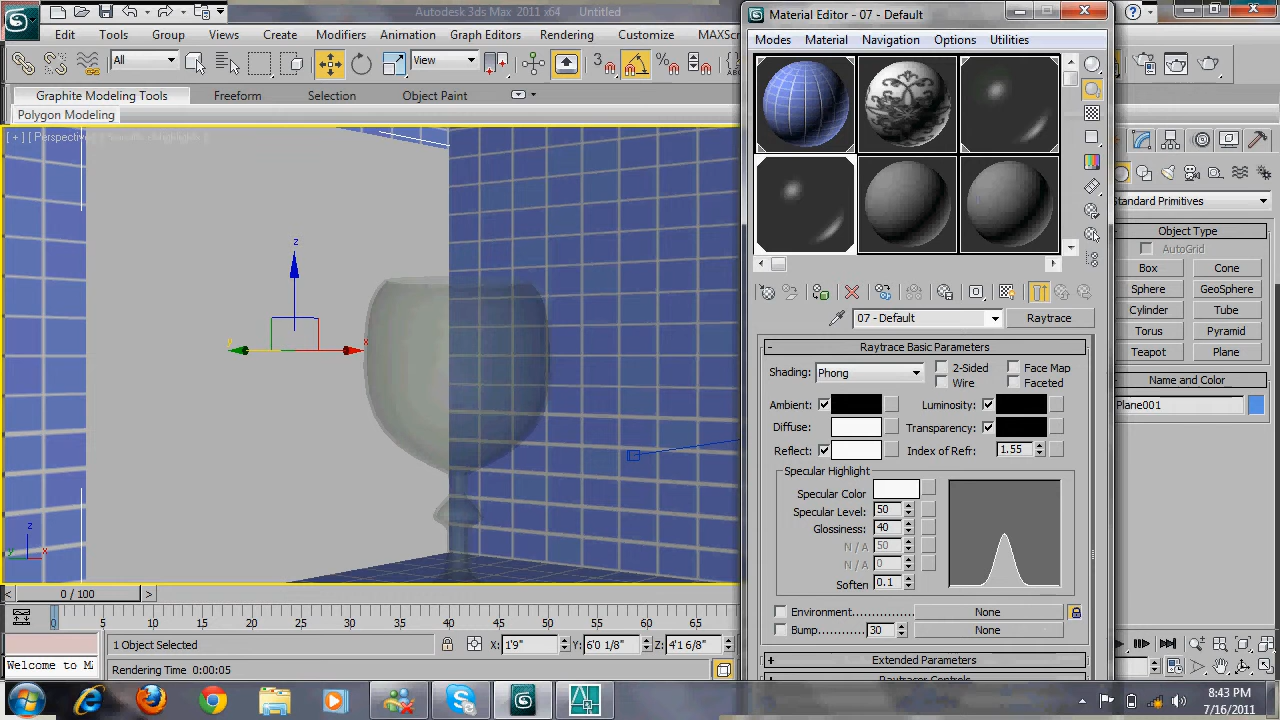 Autodesk 3ds Max  2011 x64    Untitled
Edit Tools Group Views Create Modifiers Animation Graph Editors Rendering Customize MAXScr
All View 3
Graphite Modeling Tools Freeform Selection Object Paint
Polygon Modeling
[ + ] [ Perspective
z
y x
z
y x
0 / 100
0 5 10 15 20 25 30 35 40 45 50 55 60 65
1 Object Selected X: 1'9" Y: 6'0 1/8" Z: 4'1 6/8"
Welcome to M
Rendering Time  0:00:05
Material Editor - 07 - Default
Modes Material Navigation Options Utilities
07 - Default Raytrace
- Raytrace Basic Parameters
Shading: Phong 2-Sided Face Map
Wire Faceted
Ambient: Luminosity:
Diffuse: Transparency:
Reflect: Index of Refr: 1.55
Specular Highlight
Specular Color
Specular Level: 50
Glossiness: 40
N / A 50
N / A 0
Soften 0.1
Environment................ None
Bump............ 30 None
+ Extended Parameters
+ Raytracer Controls
Standard Primitives
- Object Type
AutoGrid
Box Cone
Sphere GeoSphere
Cylinder Tube
Torus Pyramid
Teapot Plane
- Name and Color
Plane001
8:43 PM
7/16/2011